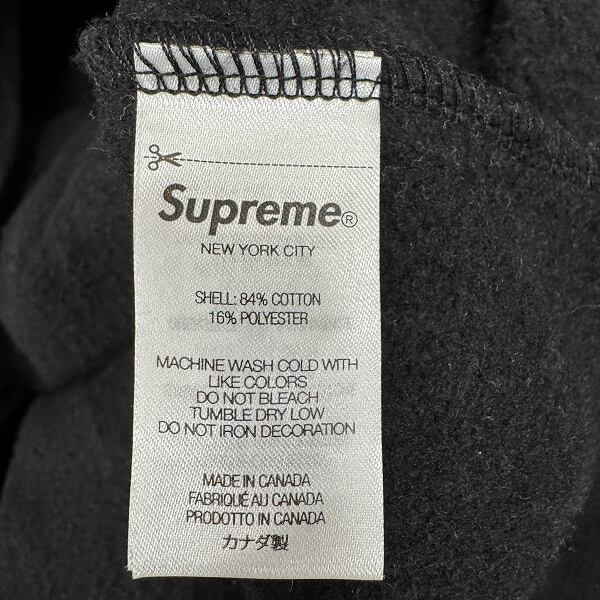 Supreme®
NEW YORK CITY
SHELL: 84% COTTON
16% POLYESTER
MACHINE WASH COLD WITH
LIKE COLORS
DO NOT BLEACH
TUMBLE DRY LOW
DO NOT IRON DECORATION
MADE IN CANADA
FABRIQUÉ AU CANADA
PRODOTTO IN CANADA
カナダ製